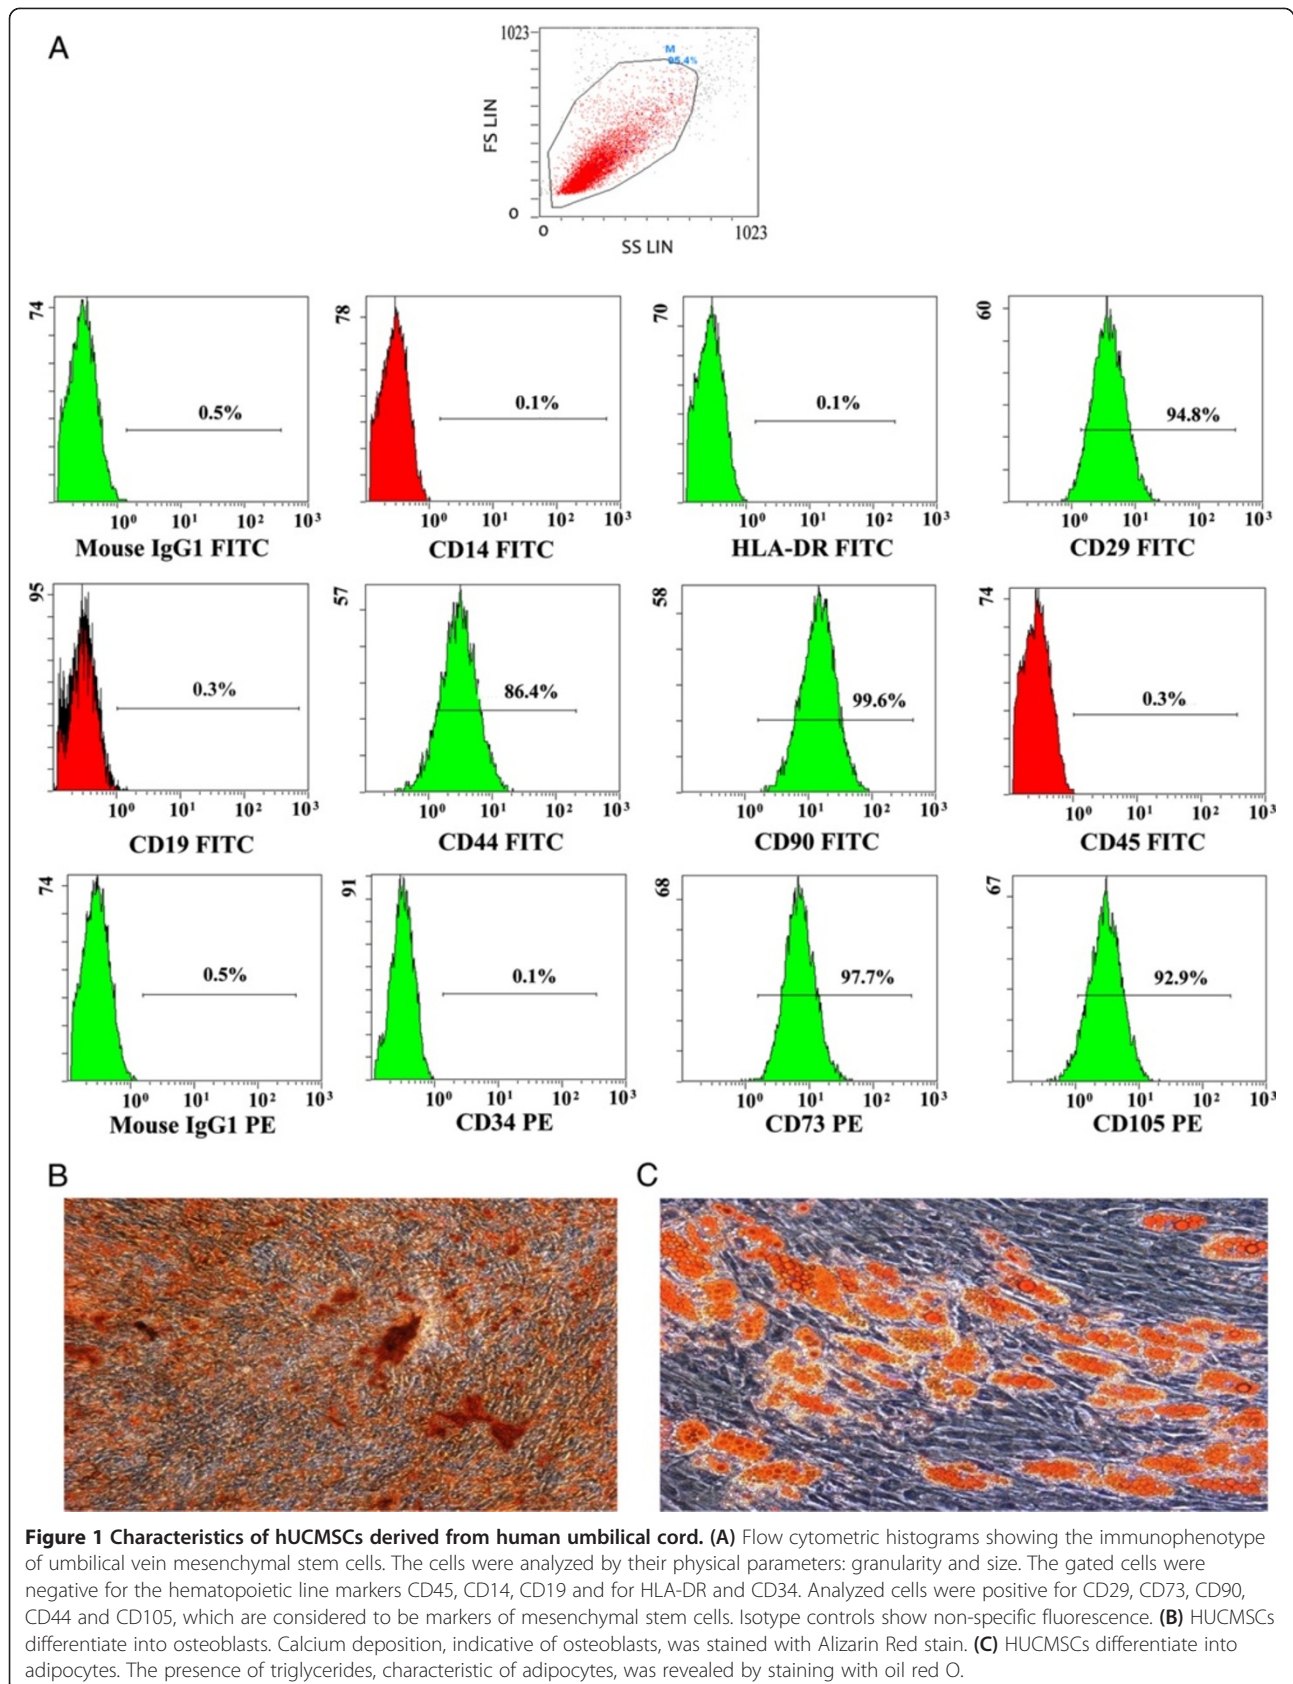 A
1023
M
95.4%
FS LIN
O
O
1023
SS LIN
74
0.5%
10⁰ 10¹ 10² 10³
Mouse IgG1 FITC
78
0.1%
10⁰ 10¹ 10² 10³
CD14 FITC
70
0.1%
10⁰ 10¹ 10² 10³
HLA-DR FITC
60
94.8%
10⁰ 10¹ 10² 10³
CD29 FITC
95
0.3%
10⁰ 10¹ 10² 10³
CD19 FITC
57
86.4%
10⁰ 10¹ 10² 10³
CD44 FITC
58
99.6%
10⁰ 10¹ 10² 10³
CD90 FITC
74
0.3%
10⁰ 10¹ 10² 10³
CD45 FITC
74
0.5%
10⁰ 10¹ 10² 10³
Mouse IgG1 PE
91
0.1%
10⁰ 10¹ 10² 10³
CD34 PE
68
97.7%
10⁰ 10¹ 10² 10³
CD73 PE
67
92.9%
10⁰ 10¹ 10² 10³
CD105 PE
B
C
Figure 1 Characteristics of hUCMSCs derived from human umbilical cord. (A) Flow cytometric histograms showing the immunophenotype
of umbilical vein mesenchymal stem cells. The cells were analyzed by their physical parameters: granularity and size. The gated cells were
negative for the hematopoietic line markers CD45, CD14, CD19 and for HLA-DR and CD34. Analyzed cells were positive for CD29, CD73, CD90,
CD44 and CD105, which are considered to be markers of mesenchymal stem cells. Isotype controls show non-specific fluorescence. (B) HUCMSCs
differentiate into osteoblasts. Calcium deposition, indicative of osteoblasts, was stained with Alizarin Red stain. (C) HUCMSCs differentiate into
adipocytes. The presence of triglycerides, characteristic of adipocytes, was revealed by staining with oil red O.